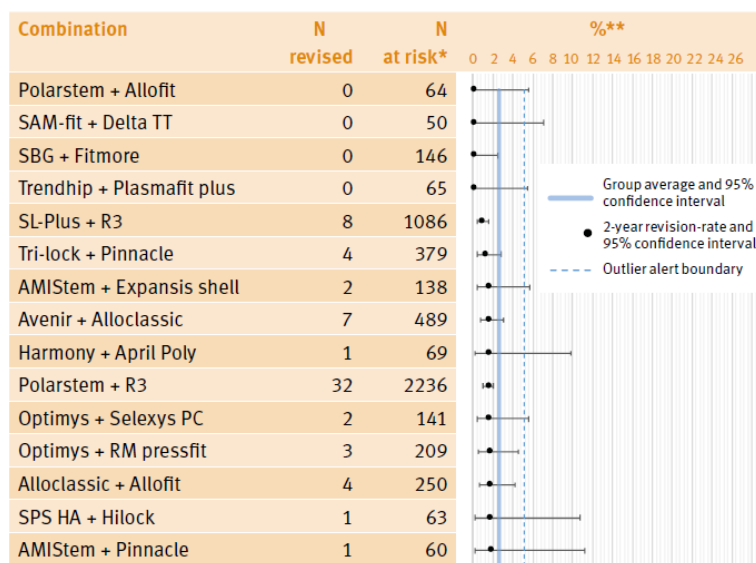 Combination N N %**
revised at risk* 0 2 4 6 8 10 12 14 16 18 20 22 24 26
Polarstem + Allofit 0 64
SAM-fit + Delta TT 0 50
SBG + Fitmore 0 146
Trendhip + Plasmafit plus 0 65
SL-Plus + R3 8 1086
Tri-lock + Pinnacle 4 379
AMIStem + Expansis shell 2 138
Avenir + Alloclassic 7 489
Harmony + April Poly 1 69
Polarstem + R3 32 2236
Optimys + Selexys PC 2 141
Optimys + RM pressfit 3 209
Alloclassic + Allofit 4 250
SPS HA + Hilock 1 63
AMIStem + Pinnacle 1 60
Group average and 95%
confidence interval
2-year revision-rate and
95% confidence interval
Outlier alert boundary